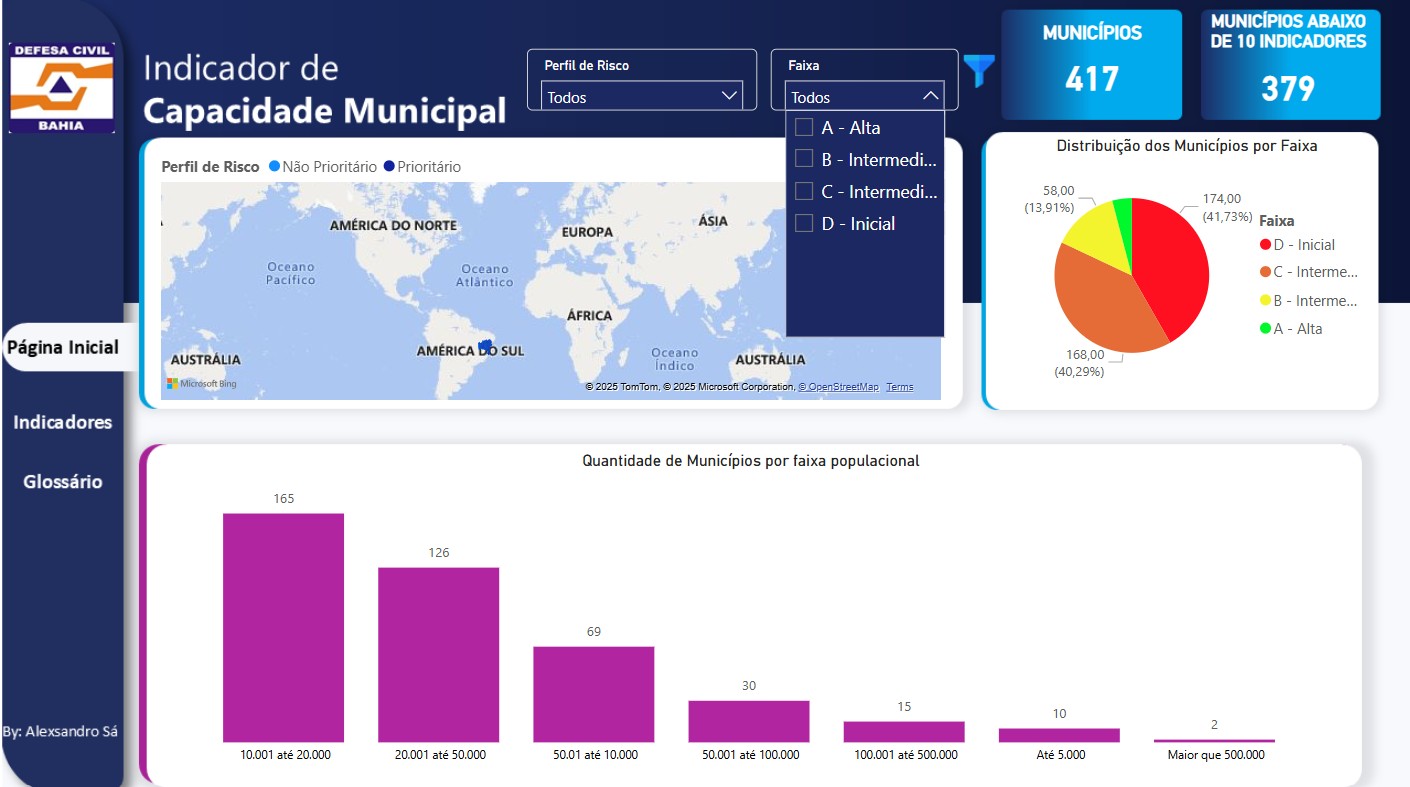 DEFESA CIVIL
BAHIA
Página Inicial
Indicadores
Glossário
By: Alexsandro Sá
Indicador de
Capacidade Municipal
Perfil de Risco
Todos
Faixa
Todos
A - Alta
B - Intermedi...
C - Intermedi...
D - Inicial
MUNICÍPIOS
417
MUNICÍPIOS ABAIXO
DE 10 INDICADORES
379
Perfil de Risco Não Prioritário Prioritário
AMÉRICA DO NORTE
EUROPA
ÁSIA
Oceano
Pacífico
Oceano
Atlântico
ÁFRICA
AMÉRICA DO SUL
Oceano
Índico
AUSTRÁLIA
AUSTRÁLIA
Microsoft Bing
© 2025 TomTom, © 2025 Microsoft Corporation, © OpenStreetMap Terms
Distribuição dos Municípios por Faixa
58,00
(13,91%)
174,00
(41,73%)
168,00
(40,29%)
Faixa
D - Inicial
C - Interme...
B - Interme...
A - Alta
Quantidade de Municípios por faixa populacional
165
126
69
30
15
10
2
10.001 até 20.000
20.001 até 50.000
50.01 até 10.000
50.001 até 100.000
100.001 até 500.000
Até 5.000
Maior que 500.000